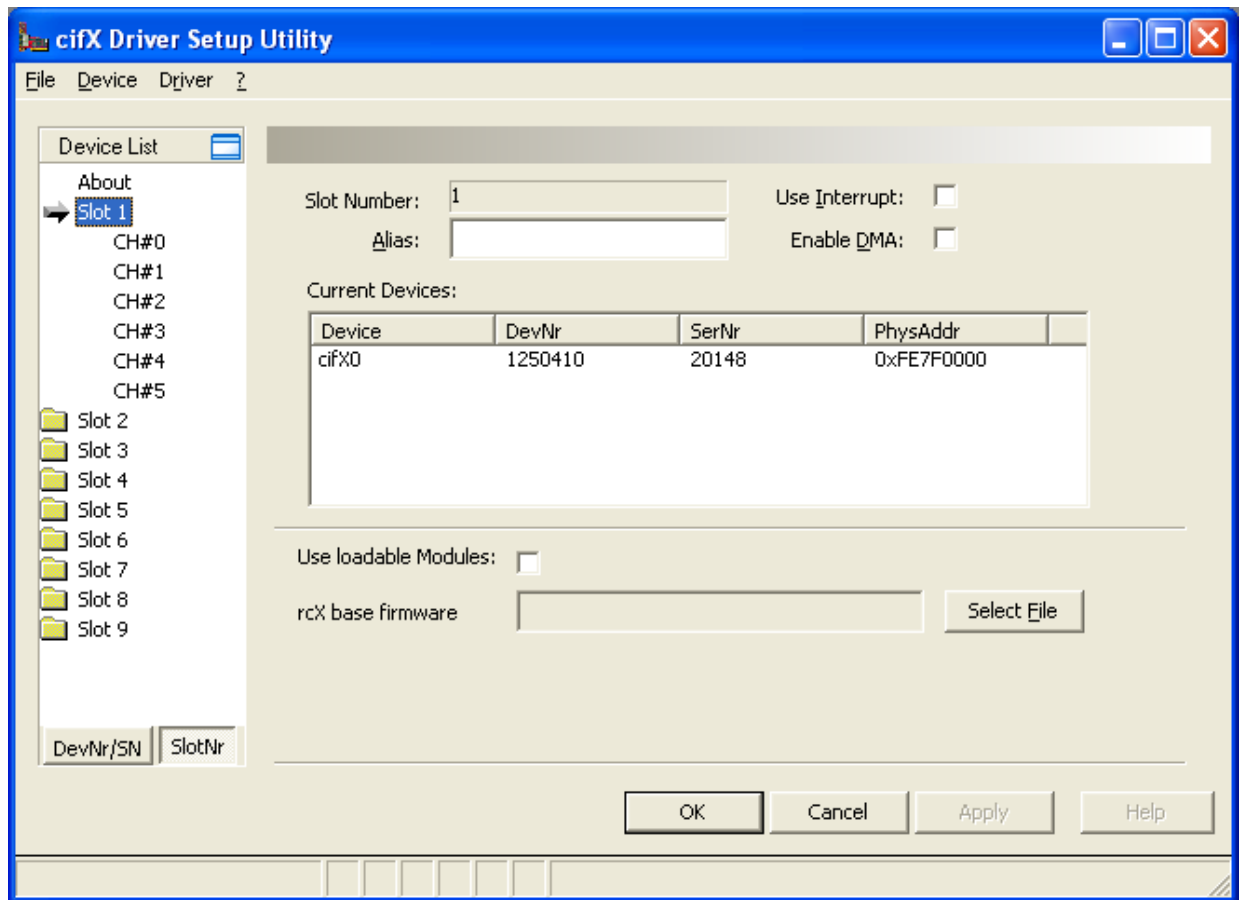 cifX Driver Setup Utility
File Device Driver ?
Device List
About
Slot 1
CH#0
CH#1
CH#2
CH#3
CH#4
CH#5
Slot 2
Slot 3
Slot 4
Slot 5
Slot 6
Slot 7
Slot 8
Slot 9
DevNr/SN SlotNr
Slot Number: 1 Use Interrupt:
Alias: Enable DMA:
Current Devices:
Device DevNr SerNr PhysAddr
cifX0 1250410 20148 0xFE7F0000
Use loadable Modules:
rcX base firmware Select File
OK Cancel Apply Help